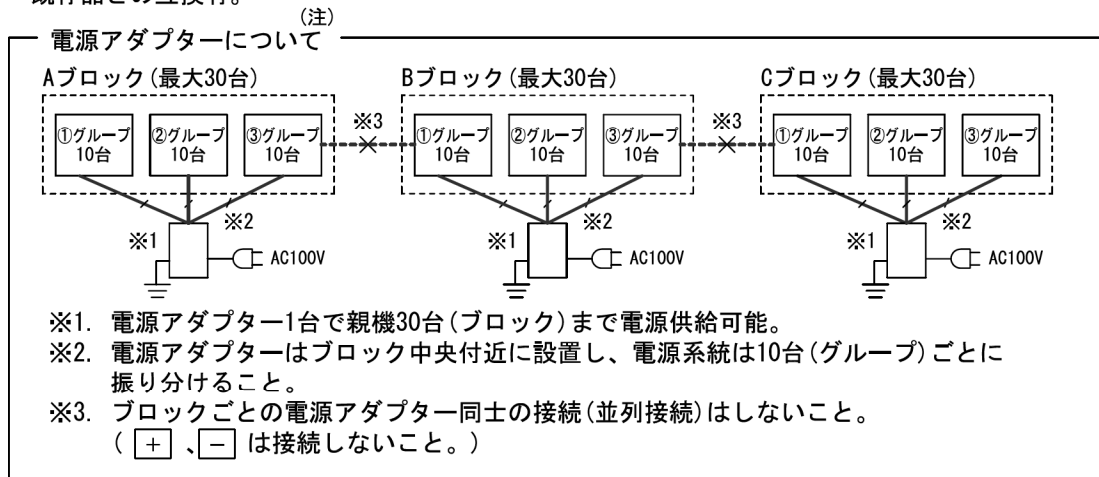 既存品との互換有。
(注)
電源アダプターについて
Aブロック(最大30台)
Bブロック(最大30台)
Cブロック(最大30台)
①グループ
10台
②グループ
10台
③グループ
10台
※3
①グループ
10台
②グループ
10台
③グループ
10台
※3
①グループ
10台
②グループ
10台
③グループ
10台
※1
※2
AC100V
※1
※2
AC100V
※1
※2
AC100V
※1. 電源アダプター1台で親機30台(ブロック)まで電源供給可能。
※2. 電源アダプターはブロック中央付近に設置し、電源系統は10台(グループ)ごとに
振り分けること。
※3. ブロックごとの電源アダプター同士の接続(並列接続)はしないこと。
( + 、 − は接続しないこと。)